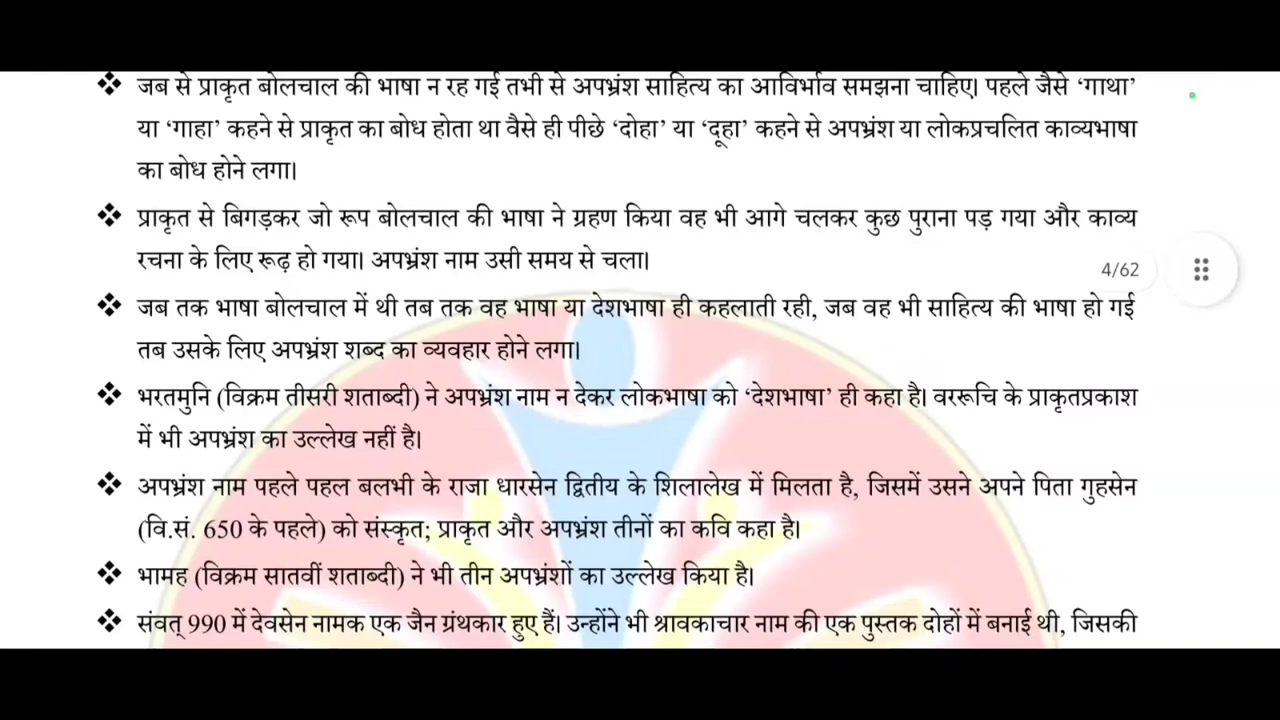 ❖ जब से प्राकृत बोलचाल की भाषा न रह गई तभी से अपभ्रंश साहित्य का आविर्भाव समझना चाहिए। पहले जैसे ‘गाथा’
या ‘गाहा’ कहने से प्राकृत का बोध होता था वैसे ही पीछे ‘दोहा’ या ‘दूहा’ कहने से अपभ्रंश या लोकप्रचलित काव्यभाषा
का बोध होने लगा।
❖ प्राकृत से बिगड़कर जो रूप बोलचाल की भाषा ने ग्रहण किया वह भी आगे चलकर कुछ पुराना पड़ गया और काव्य
रचना के लिए रूढ़ हो गया। अपभ्रंश नाम उसी समय से चला।
4/62
❖ जब तक भाषा बोलचाल में थी तब तक वह भाषा या देशभाषा ही कहलाती रही, जब वह भी साहित्य की भाषा हो गई
तब उसके लिए अपभ्रंश शब्द का व्यवहार होने लगा।
❖ भरतमुनि (विक्रम तीसरी शताब्दी) ने अपभ्रंश नाम न देकर लोकभाषा को ‘देशभाषा’ ही कहा है। वररूचि के प्राकृतप्रकाश
में भी अपभ्रंश का उल्लेख नहीं है।
❖ अपभ्रंश नाम पहले पहल बलभी के राजा धारसेन द्वितीय के शिलालेख में मिलता है, जिसमें उसने अपने पिता गुहसेन
(वि.सं. 650 के पहले) को संस्कृत; प्राकृत और अपभ्रंश तीनों का कवि कहा है।
❖ भामह (विक्रम सातवीं शताब्दी) ने भी तीन अपभ्रंशों का उल्लेख किया है।
❖ संवत् 990 में देवसेन नामक एक जैन ग्रंथकार हुए हैं। उन्होंने भी श्रावकाचार नाम की एक पुस्तक दोहों में बनाई थी, जिसकी